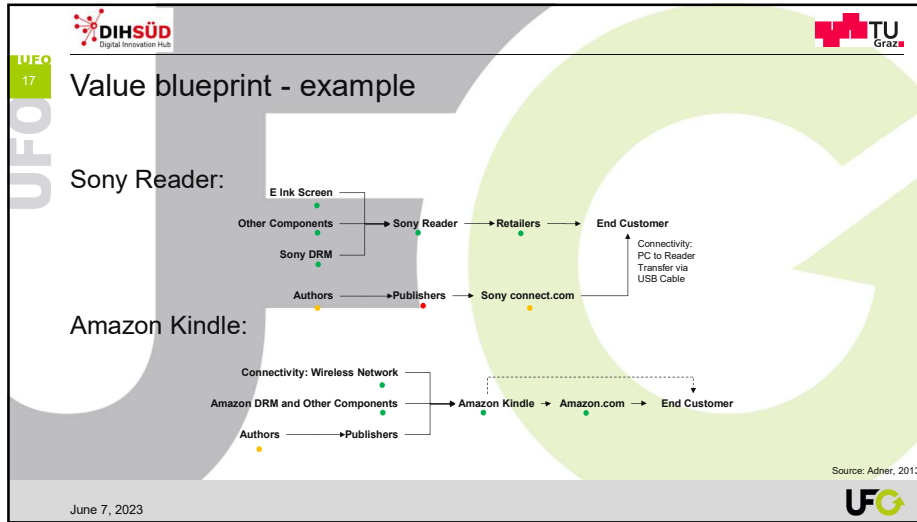 DIHSÜD
Digital Innovation Hub
TU
Graz
UFO
17
UFO
Value blueprint - example
Sony Reader:
E Ink Screen
Other Components
Sony Reader
Retailers
End Customer
Sony DRM
Connectivity:
PC to Reader
Transfer via
USB Cable
Authors
Publishers
Sony connect.com
Amazon Kindle:
Connectivity: Wireless Network
Amazon DRM and Other Components
Amazon Kindle
Amazon.com
End Customer
Authors
Publishers
Source: Adner, 2013
June 7, 2023
UFO